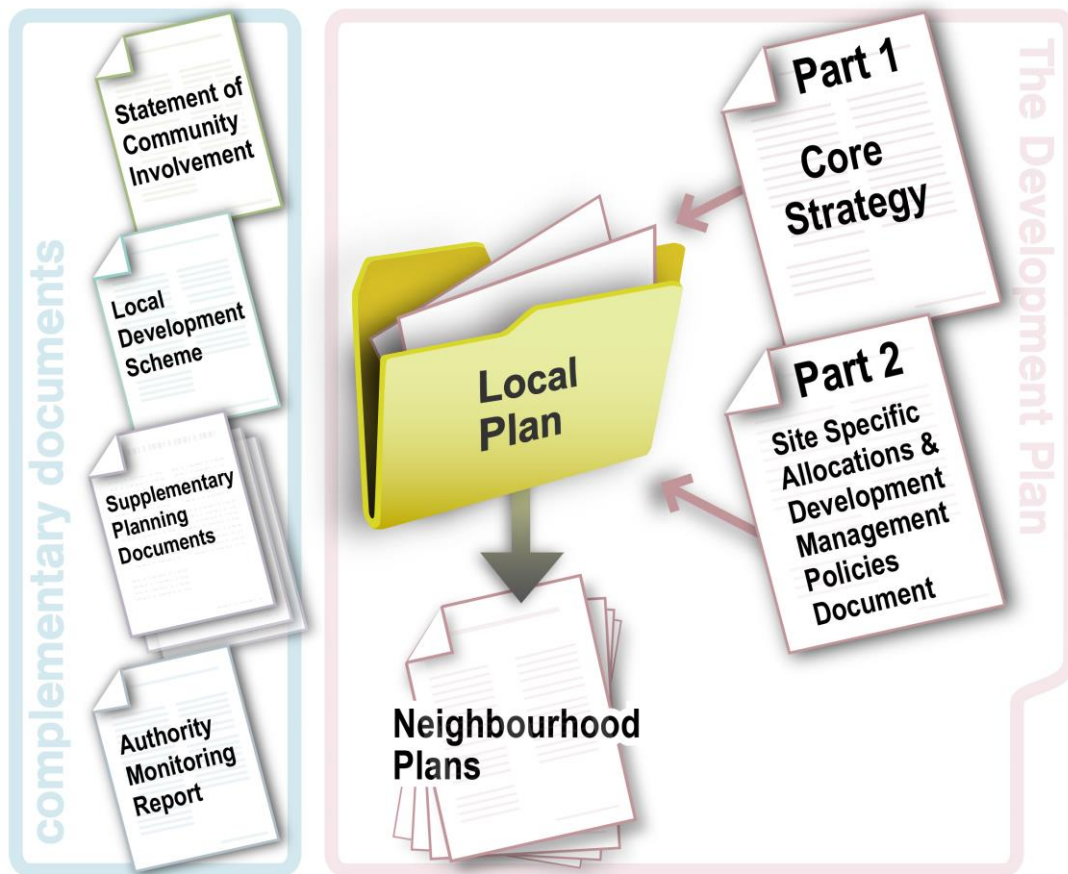 complementary documents
Statement of
Community
Involvement
Local
Development
Scheme
Supplementary
Planning
Documents
Authority
Monitoring
Report
The Development Plan
Part 1
Core
Strategy
Part 2
Site Specific
Allocations &
Development
Management
Policies
Document
Local
Plan
Neighbourhood
Plans